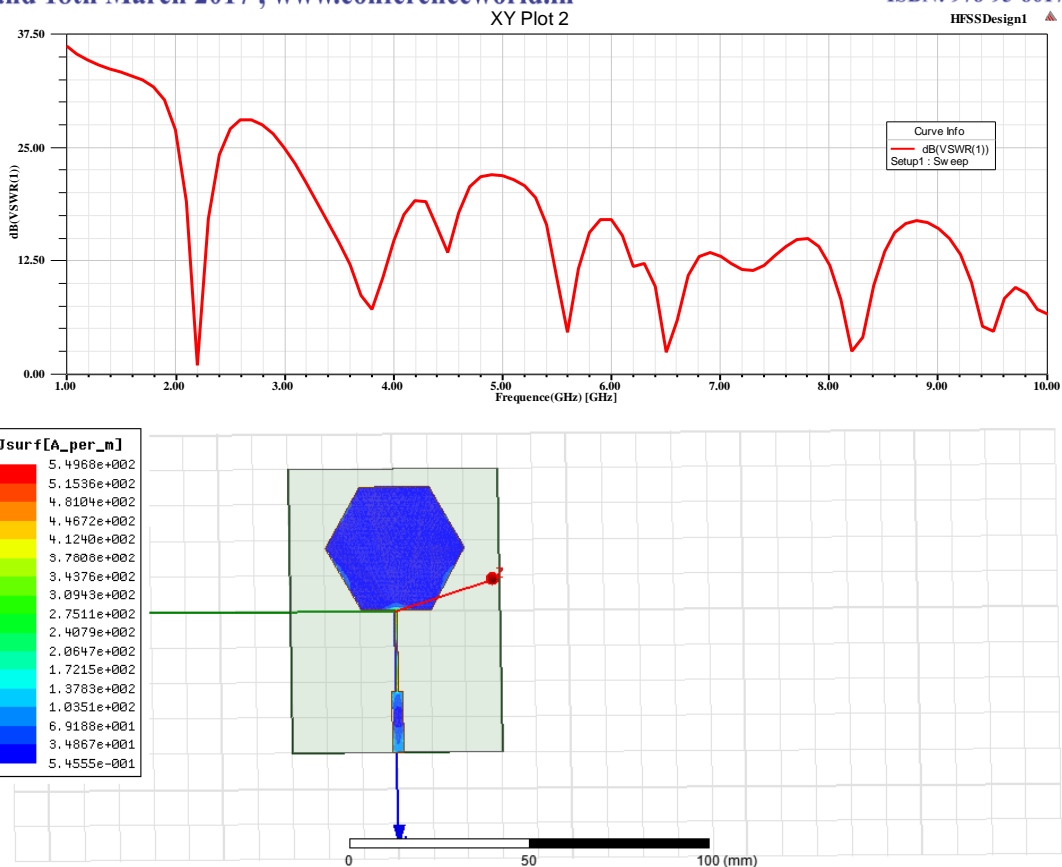 18th March 2017, www.conferenceworld.in
XY Plot 2
HFSSDesign1
37.50
25.00
12.50
0.00
dB(VSWR(1))
Curve Info
dB(VSWR(1))
Setup1 : Sweep
1.00 2.00 3.00 4.00 5.00 6.00 7.00 8.00 9.00 10.00
Frequence(GHz) [GHz]
Jsurf[A_per_m]
5.4968e+002
5.1536e+002
4.8104e+002
4.4672e+002
4.1240e+002
3.7808e+002
3.4376e+002
3.0943e+002
2.7511e+002
2.4079e+002
2.0647e+002
1.7215e+002
1.3783e+002
1.0351e+002
6.9188e+001
3.4867e+001
5.4555e-001
0 50 100 (mm)